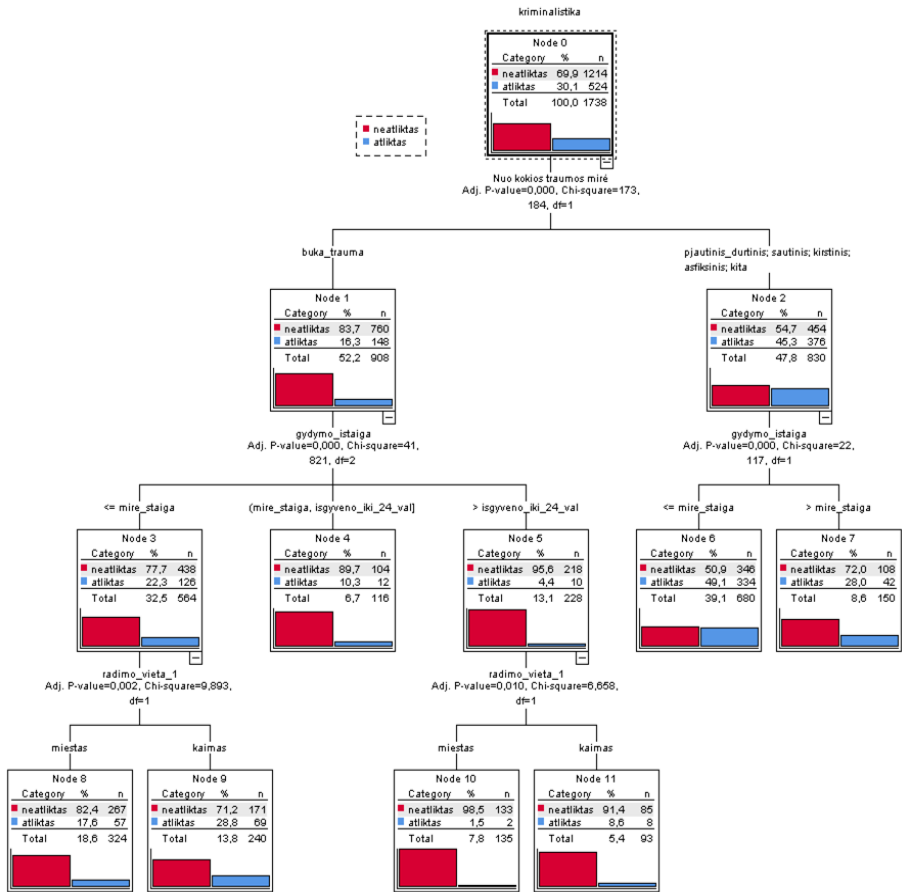 kriminalistika
Node 0
Category % n
neatliktas 69,9 1214
atliktas 30,1 524
Total 100,0 1738
neatliktas
atliktas
Nuo kokios traumos mirė
Adj. P-value=0,000, Chi-square=173,
184, df=1
buka_trauma
pjautinis_durtinis; sautinis; kirstinis;
asfiksinis; kita
Node 1
Category % n
neatliktas 83,7 760
atliktas 16,3 148
Total 52,2 908
Node 2
Category % n
neatliktas 54,7 454
atliktas 45,3 376
Total 47,8 830
gydymo_istaiga
Adj. P-value=0,000, Chi-square=41,
821, df=2
gydymo_istaiga
Adj. P-value=0,000, Chi-square=22,
117, df=1
<= mire_staiga
(mire_staiga, isgyveno_iki_24_val]
> isgyveno_iki_24_val
<= mire_staiga
> mire_staiga
Node 3
Category % n
neatliktas 77,7 438
atliktas 22,3 126
Total 32,5 564
Node 4
Category % n
neatliktas 89,7 104
atliktas 10,3 12
Total 6,7 116
Node 5
Category % n
neatliktas 95,6 218
atliktas 4,4 10
Total 13,1 228
Node 6
Category % n
neatliktas 50,9 346
atliktas 49,1 334
Total 39,1 680
Node 7
Category % n
neatliktas 72,0 108
atliktas 28,0 42
Total 8,6 150
radimo_vieta_1
Adj. P-value=0,002, Chi-square=9,893,
df=1
radimo_vieta_1
Adj. P-value=0,010, Chi-square=6,658,
df=1
miestas
kaimas
miestas
kaimas
Node 8
Category % n
neatliktas 82,4 267
atliktas 17,6 57
Total 18,6 324
Node 9
Category % n
neatliktas 71,2 171
atliktas 28,8 69
Total 13,8 240
Node 10
Category % n
neatliktas 98,5 133
atliktas 1,5 2
Total 7,8 135
Node 11
Category % n
neatliktas 91,4 85
atliktas 8,6 8
Total 5,4 93